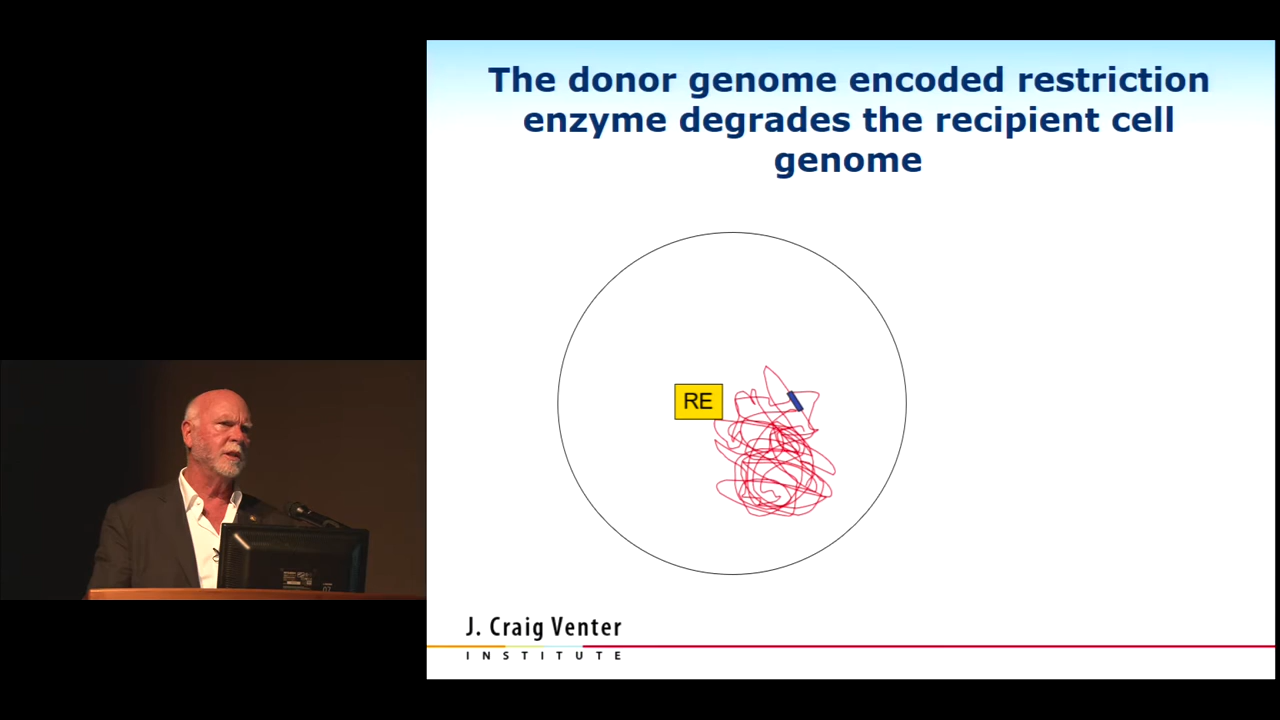 The donor genome encoded restriction
enzyme degrades the recipient cell
genome
RE
J. Craig Venter
INSTITUTE